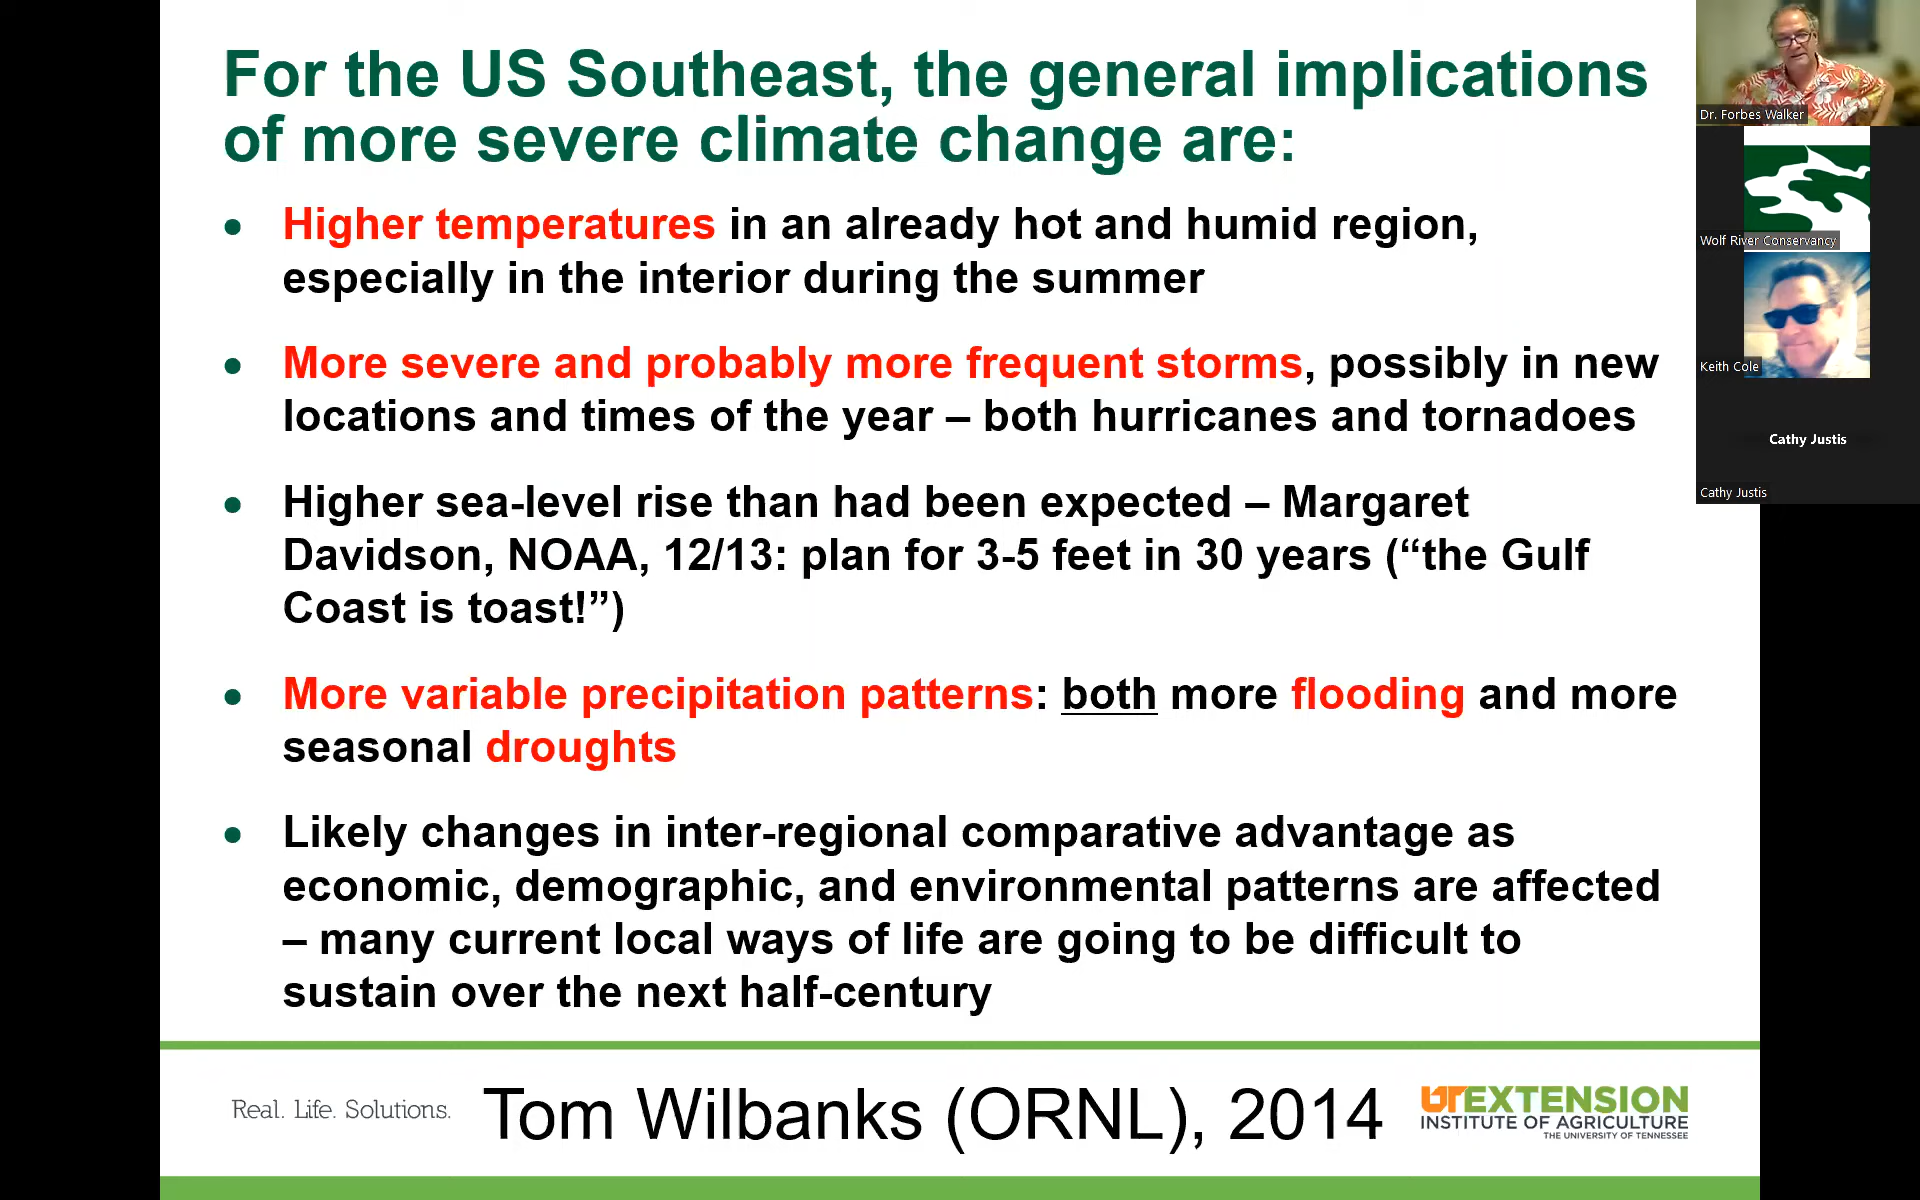 For the US Southeast, the general implications
of more severe climate change are:
• Higher temperatures in an already hot and humid region,
especially in the interior during the summer
• More severe and probably more frequent storms, possibly in new
locations and times of the year – both hurricanes and tornadoes
• Higher sea-level rise than had been expected – Margaret
Davidson, NOAA, 12/13: plan for 3-5 feet in 30 years (“the Gulf
Coast is toast!”)
• More variable precipitation patterns: both more flooding and more
seasonal droughts
• Likely changes in inter-regional comparative advantage as
economic, demographic, and environmental patterns are affected
– many current local ways of life are going to be difficult to
sustain over the next half-century
Real. Life. Solutions.
Tom Wilbanks (ORNL), 2014
UT EXTENSION
INSTITUTE OF AGRICULTURE
THE UNIVERSITY OF TENNESSEE
Dr. Forbes Walker
Wolf River Conservancy
Keith Cole
Cathy Justis
Cathy Justis